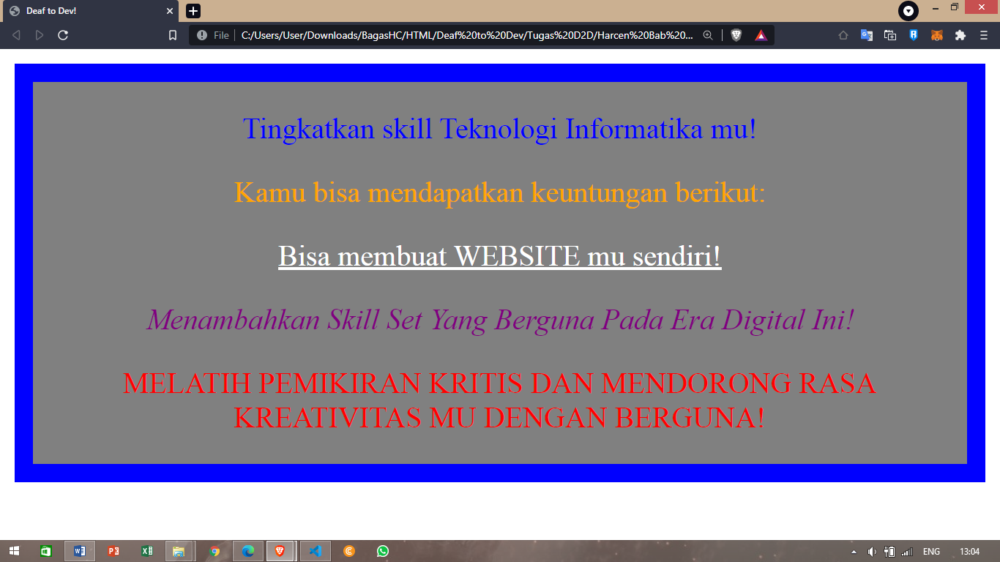 Deaf to Dev!
File C:/Users/User/Downloads/BagasHC/HTML/Deaf%20to%20Dev/Tugas%20D2D/Harcen%20Bab%20...
Tingkatkan skill Teknologi Informatika mu!
Kamu bisa mendapatkan keuntungan berikut:
Bisa membuat WEBSITE mu sendiri!
Menambahkan Skill Set Yang Berguna Pada Era Digital Ini!
MELATIH PEMIKIRAN KRITIS DAN MENDORONG RASA
KREATIVITAS MU DENGAN BERGUNA!
ENG 13:04